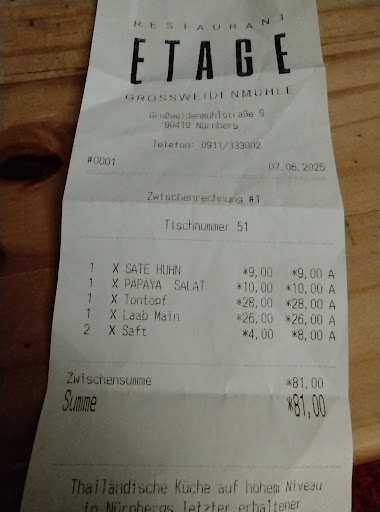 RESTAURANT
ETAGE
GROSSWEIDENMÜHLE
Großweidenmühlstraße 9
90419 Nürnberg
Telefon: 0911/333002
#0001 07.06.2025
Zwischenrechnung #1
Tischnummer 51
1 X SATE HUHN *9,00 *9,00 A
1 X PAPAYA SALAT *10,00 *10,00 A
1 X Tontopf *28,00 *28,00 A
1 X Laab Main *26,00 *26,00 A
2 X Saft *4,00 *8,00 A
Zwischensumme *81,00
Summe *81,00
Thailändische Küche auf hohem Niveau
in Nürnbergs letzter erhaltener